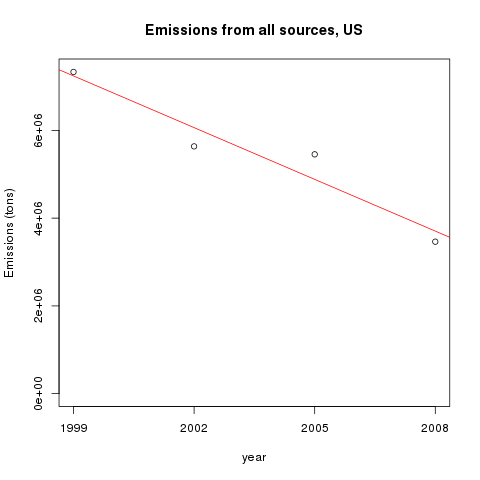 Emissions from all sources, US
Emissions (tons)
6e+06
4e+06
2e+06
0e+00
1999 2002 2005 2008
year